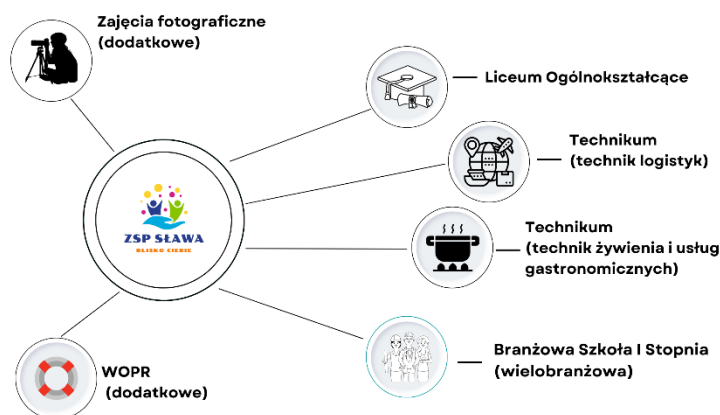 Zajęcia fotograficzne
(dodatkowe)
Liceum Ogólnokształcące
Technikum
(technik logistyk)
ZSP SŁAWA
BLISKO CIEBIE
Technikum
(technik żywienia i usług
gastronomicznych)
Branżowa Szkoła I Stopnia
(wielobranżowa)
WOPR
(dodatkowe)